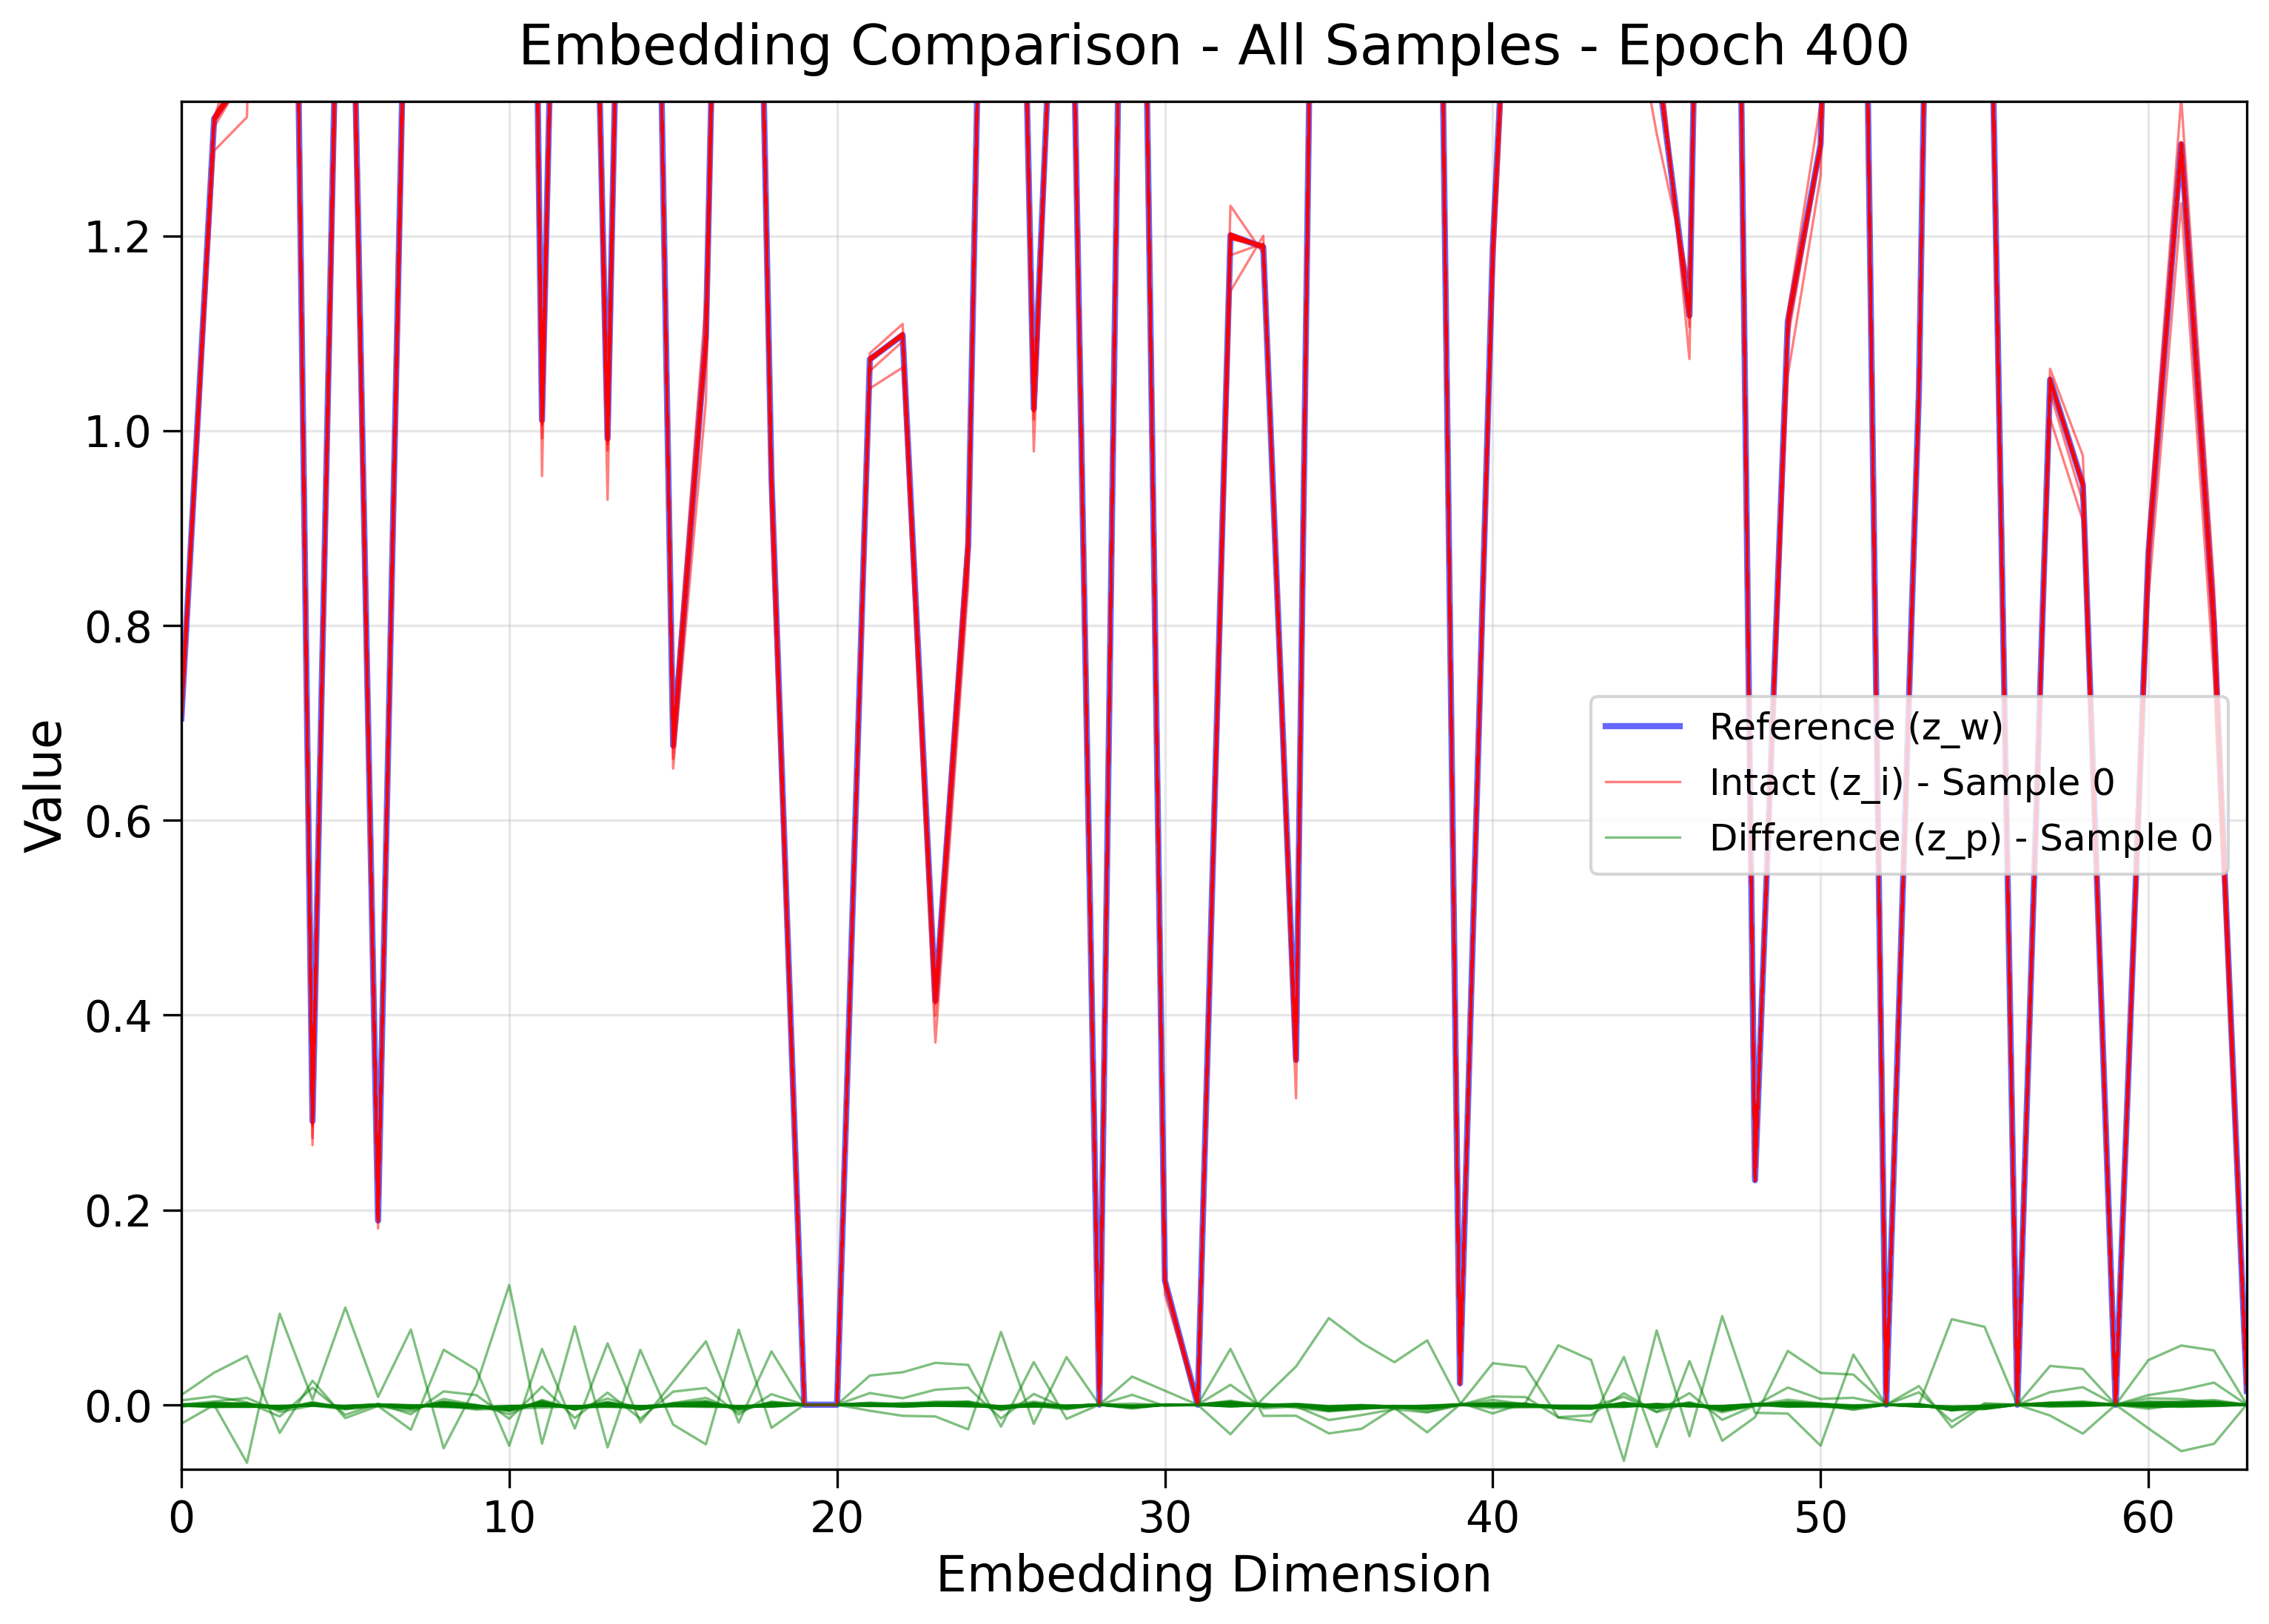 Embedding Comparison - All Samples - Epoch 400
Value
1.2
1.0
0.8
0.6
0.4
0.2
0.0
Reference (z_w)
Intact (z_i) - Sample 0
Difference (z_p) - Sample 0
0 10 20 30 40 50 60
Embedding Dimension